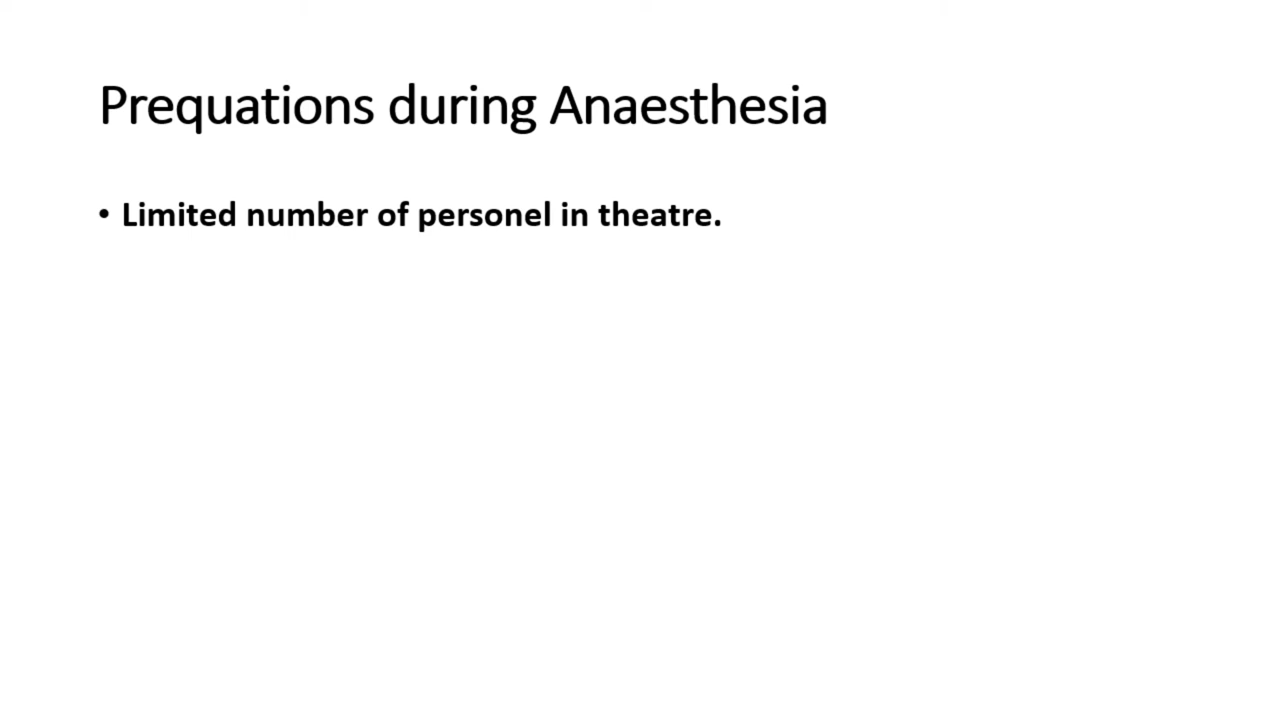 Prequations during Anaesthesia
• Limited number of personel in theatre.